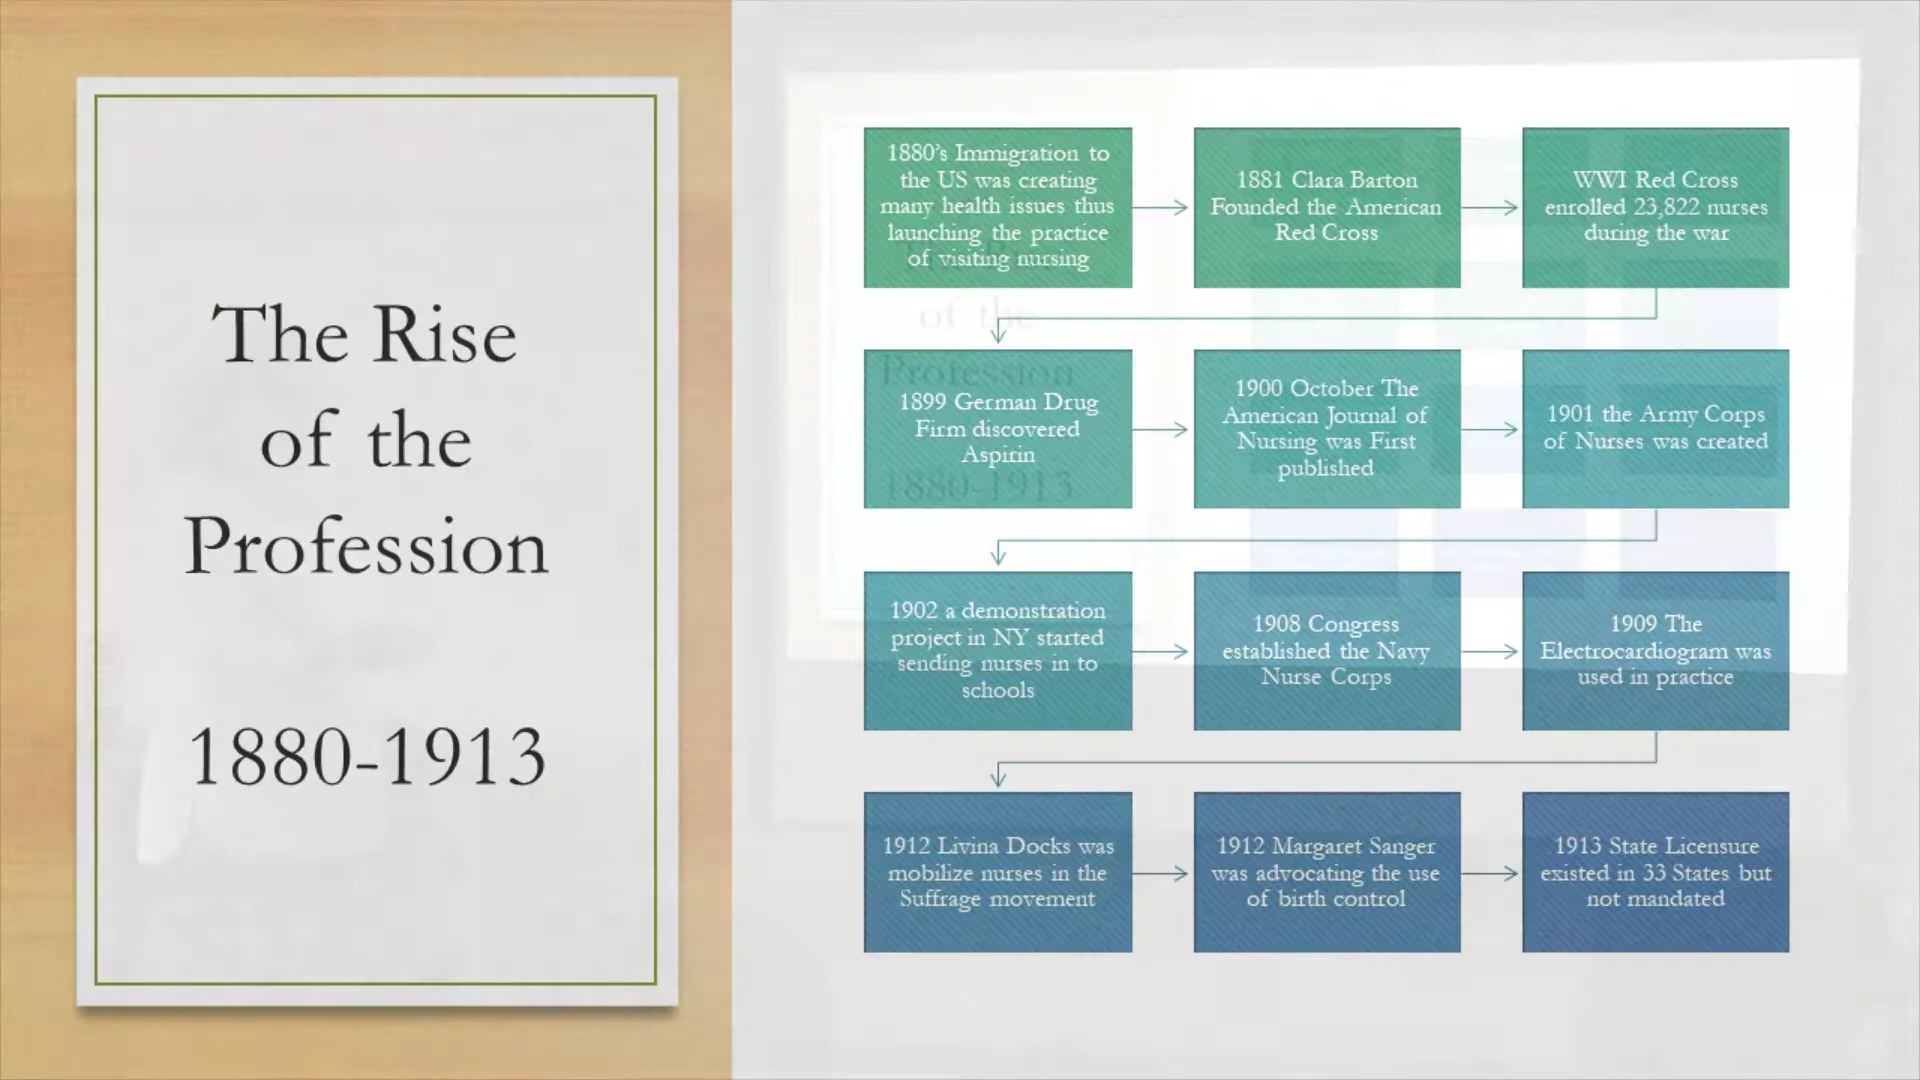 The Rise
of the
Profession
1880-1913
1880's Immigration to
the US was creating
many health issues thus
launching the practice
of visiting nursing
1881 Clara Barton
Founded the American
Red Cross
WWI Red Cross
enrolled 23,822 nurses
during the war
1899 German Drug
Firm discovered
Aspirin
1900 October The
American Journal of
Nursing was First
published
1901 the Army Corps
of Nurses was created
1902 a demonstration
project in NY started
sending nurses in to
schools
1908 Congress
established the Navy
Nurse Corps
1909 The
Electrocardiogram was
used in practice
1912 Livina Docks was
mobilize nurses in the
Suffrage movement
1912 Margaret Sanger
was advocating the use
of birth control
1913 State Licensure
existed in 33 States but
not mandated
of the
Profession
1880-1913